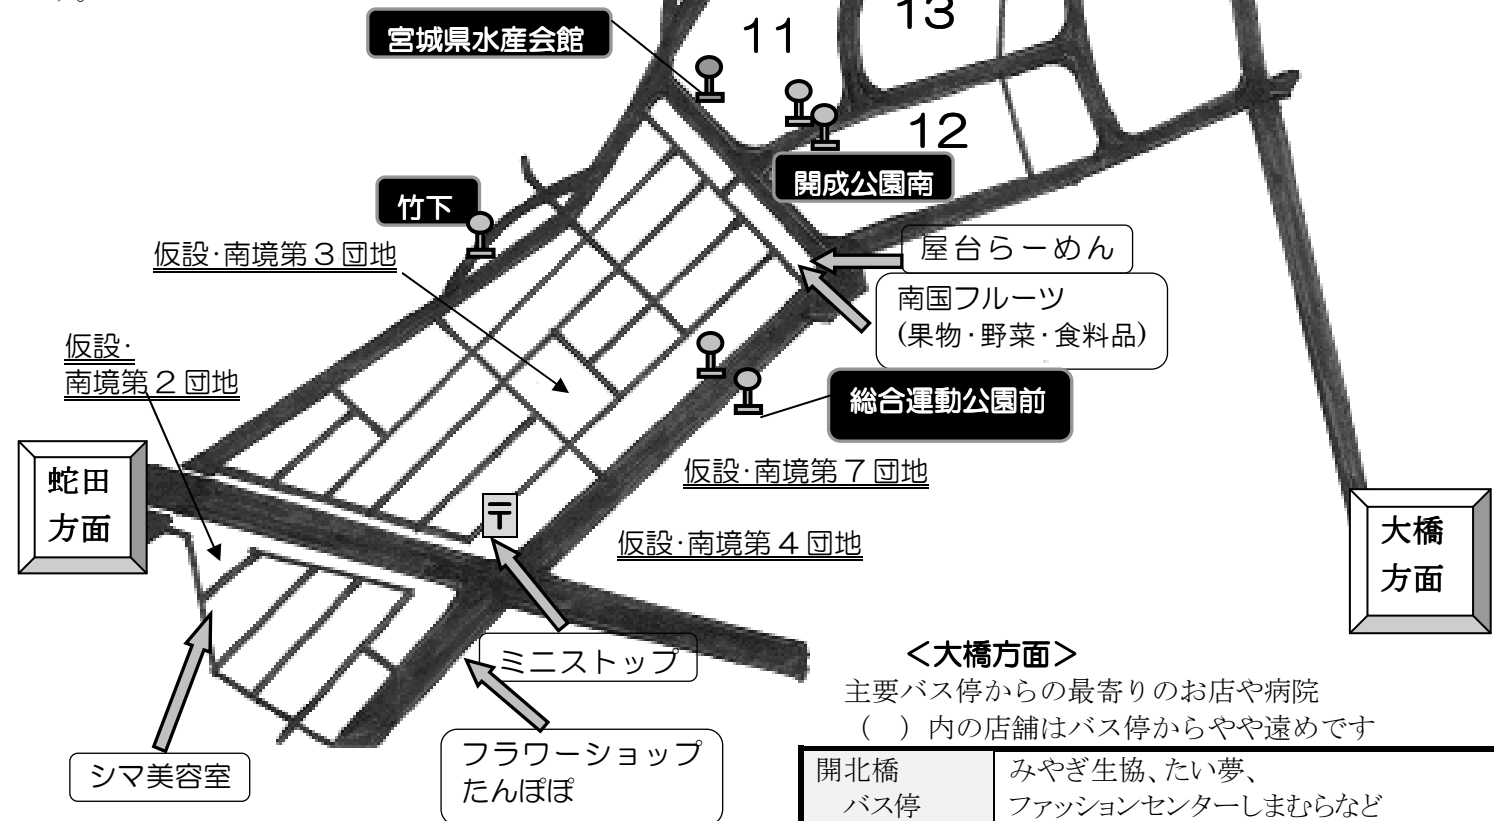 宮城県水産会館
11
13
12
開成公園南
竹下
仮設･南境第３団地
屋台らーめん
南国フルーツ
(果物･野菜･食料品)
仮設･
南境第２団地
総合運動公園前
蛇田
方面
仮設･南境第７団地
〒
仮設･南境第４団地
大橋
方面
ミニストップ
＜大橋方面＞
主要バス停からの最寄りのお店や病院
（　）内の店舗はバス停からやや遠めです
シマ美容室
フラワーショップ
たんぽぽ
開北橋
バス停
みやぎ生協、たい夢、
ファッションセンターしまむらなど